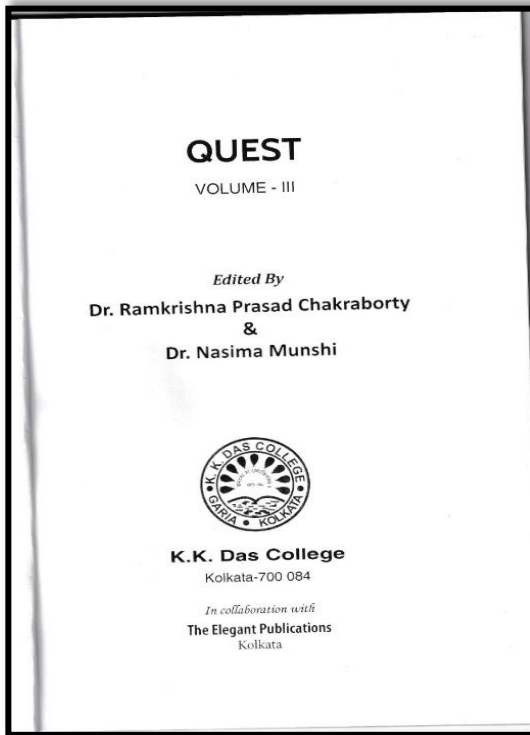 QUEST
VOLUME - III
Edited By
Dr. Ramkrishna Prasad Chakraborty
&
Dr. Nasima Munshi
K. K. DAS COLLEGE
GARIA • KOLKATA
K.K. Das College
Kolkata-700 084
In collaboration with
The Elegant Publications
Kolkata